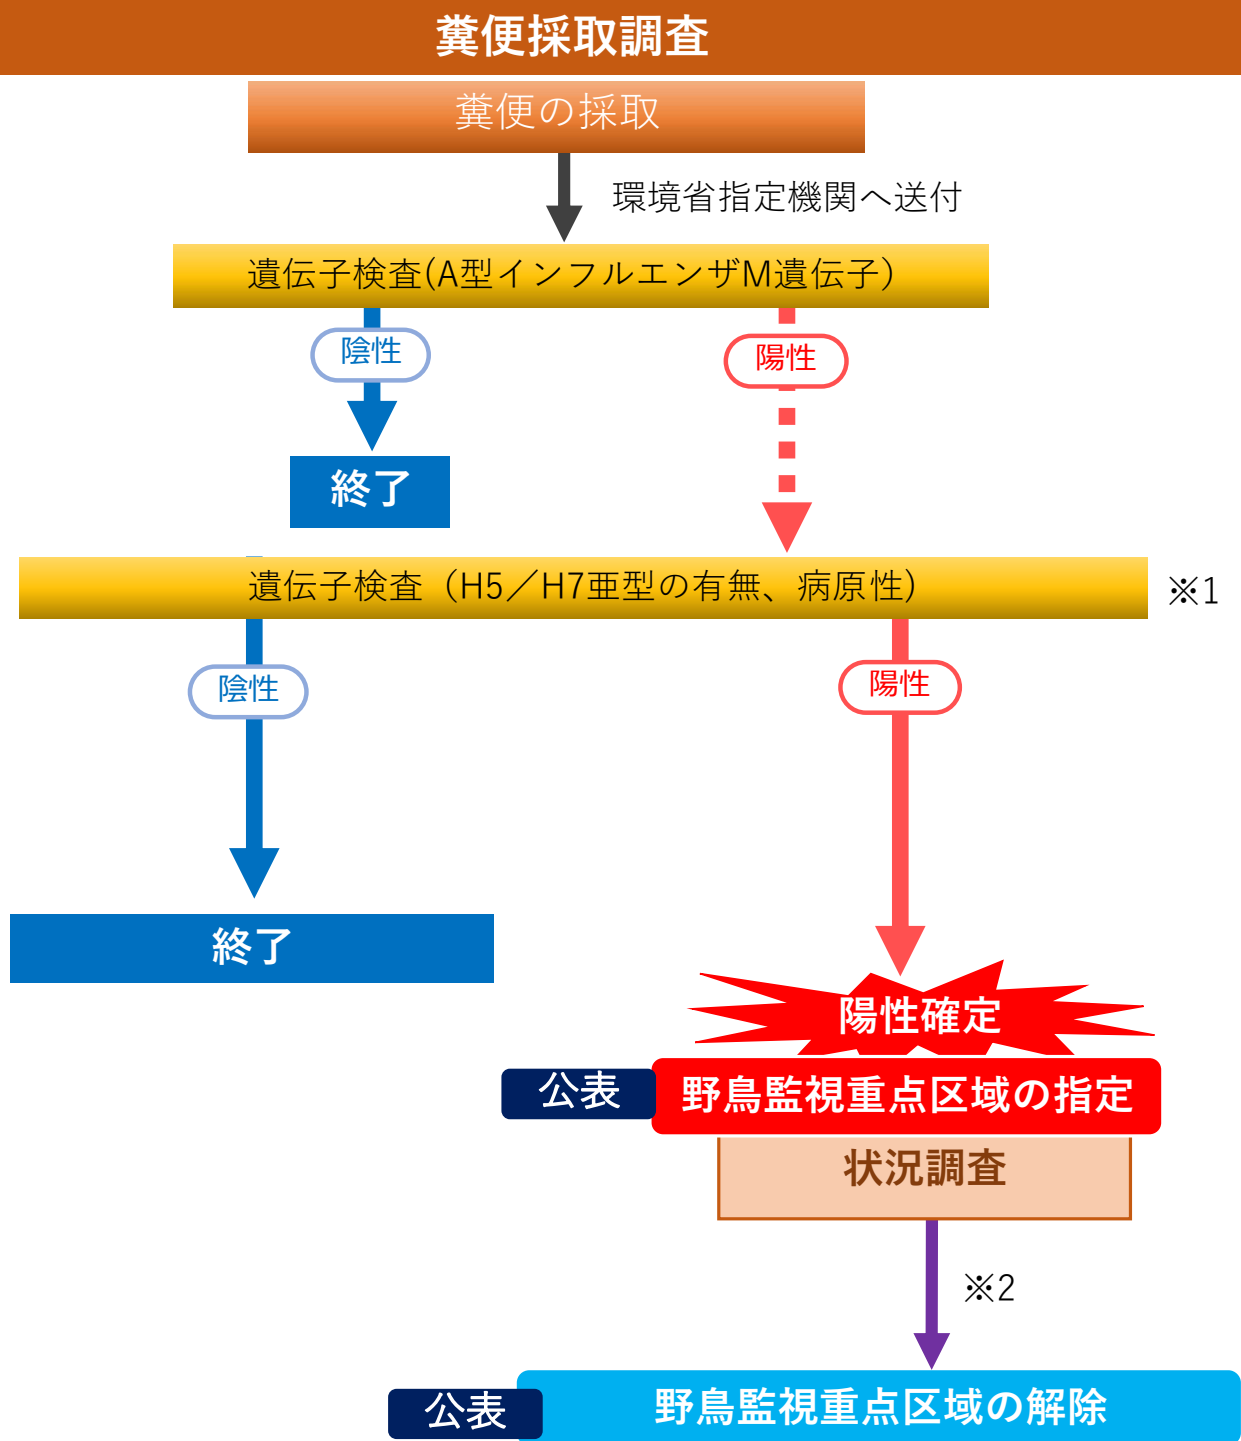 糞便採取調査
糞便の採取
環境省指定機関へ送付
遺伝子検査(A型インフルエンザM遺伝子）
陰性
陽性
終了
遺伝子検査（H5／H7亜型の有無、病原性）
※1
陰性
陽性
終了
陽性確定
公表
野鳥監視重点区域の指定
状況調査
※2
公表
野鳥監視重点区域の解除